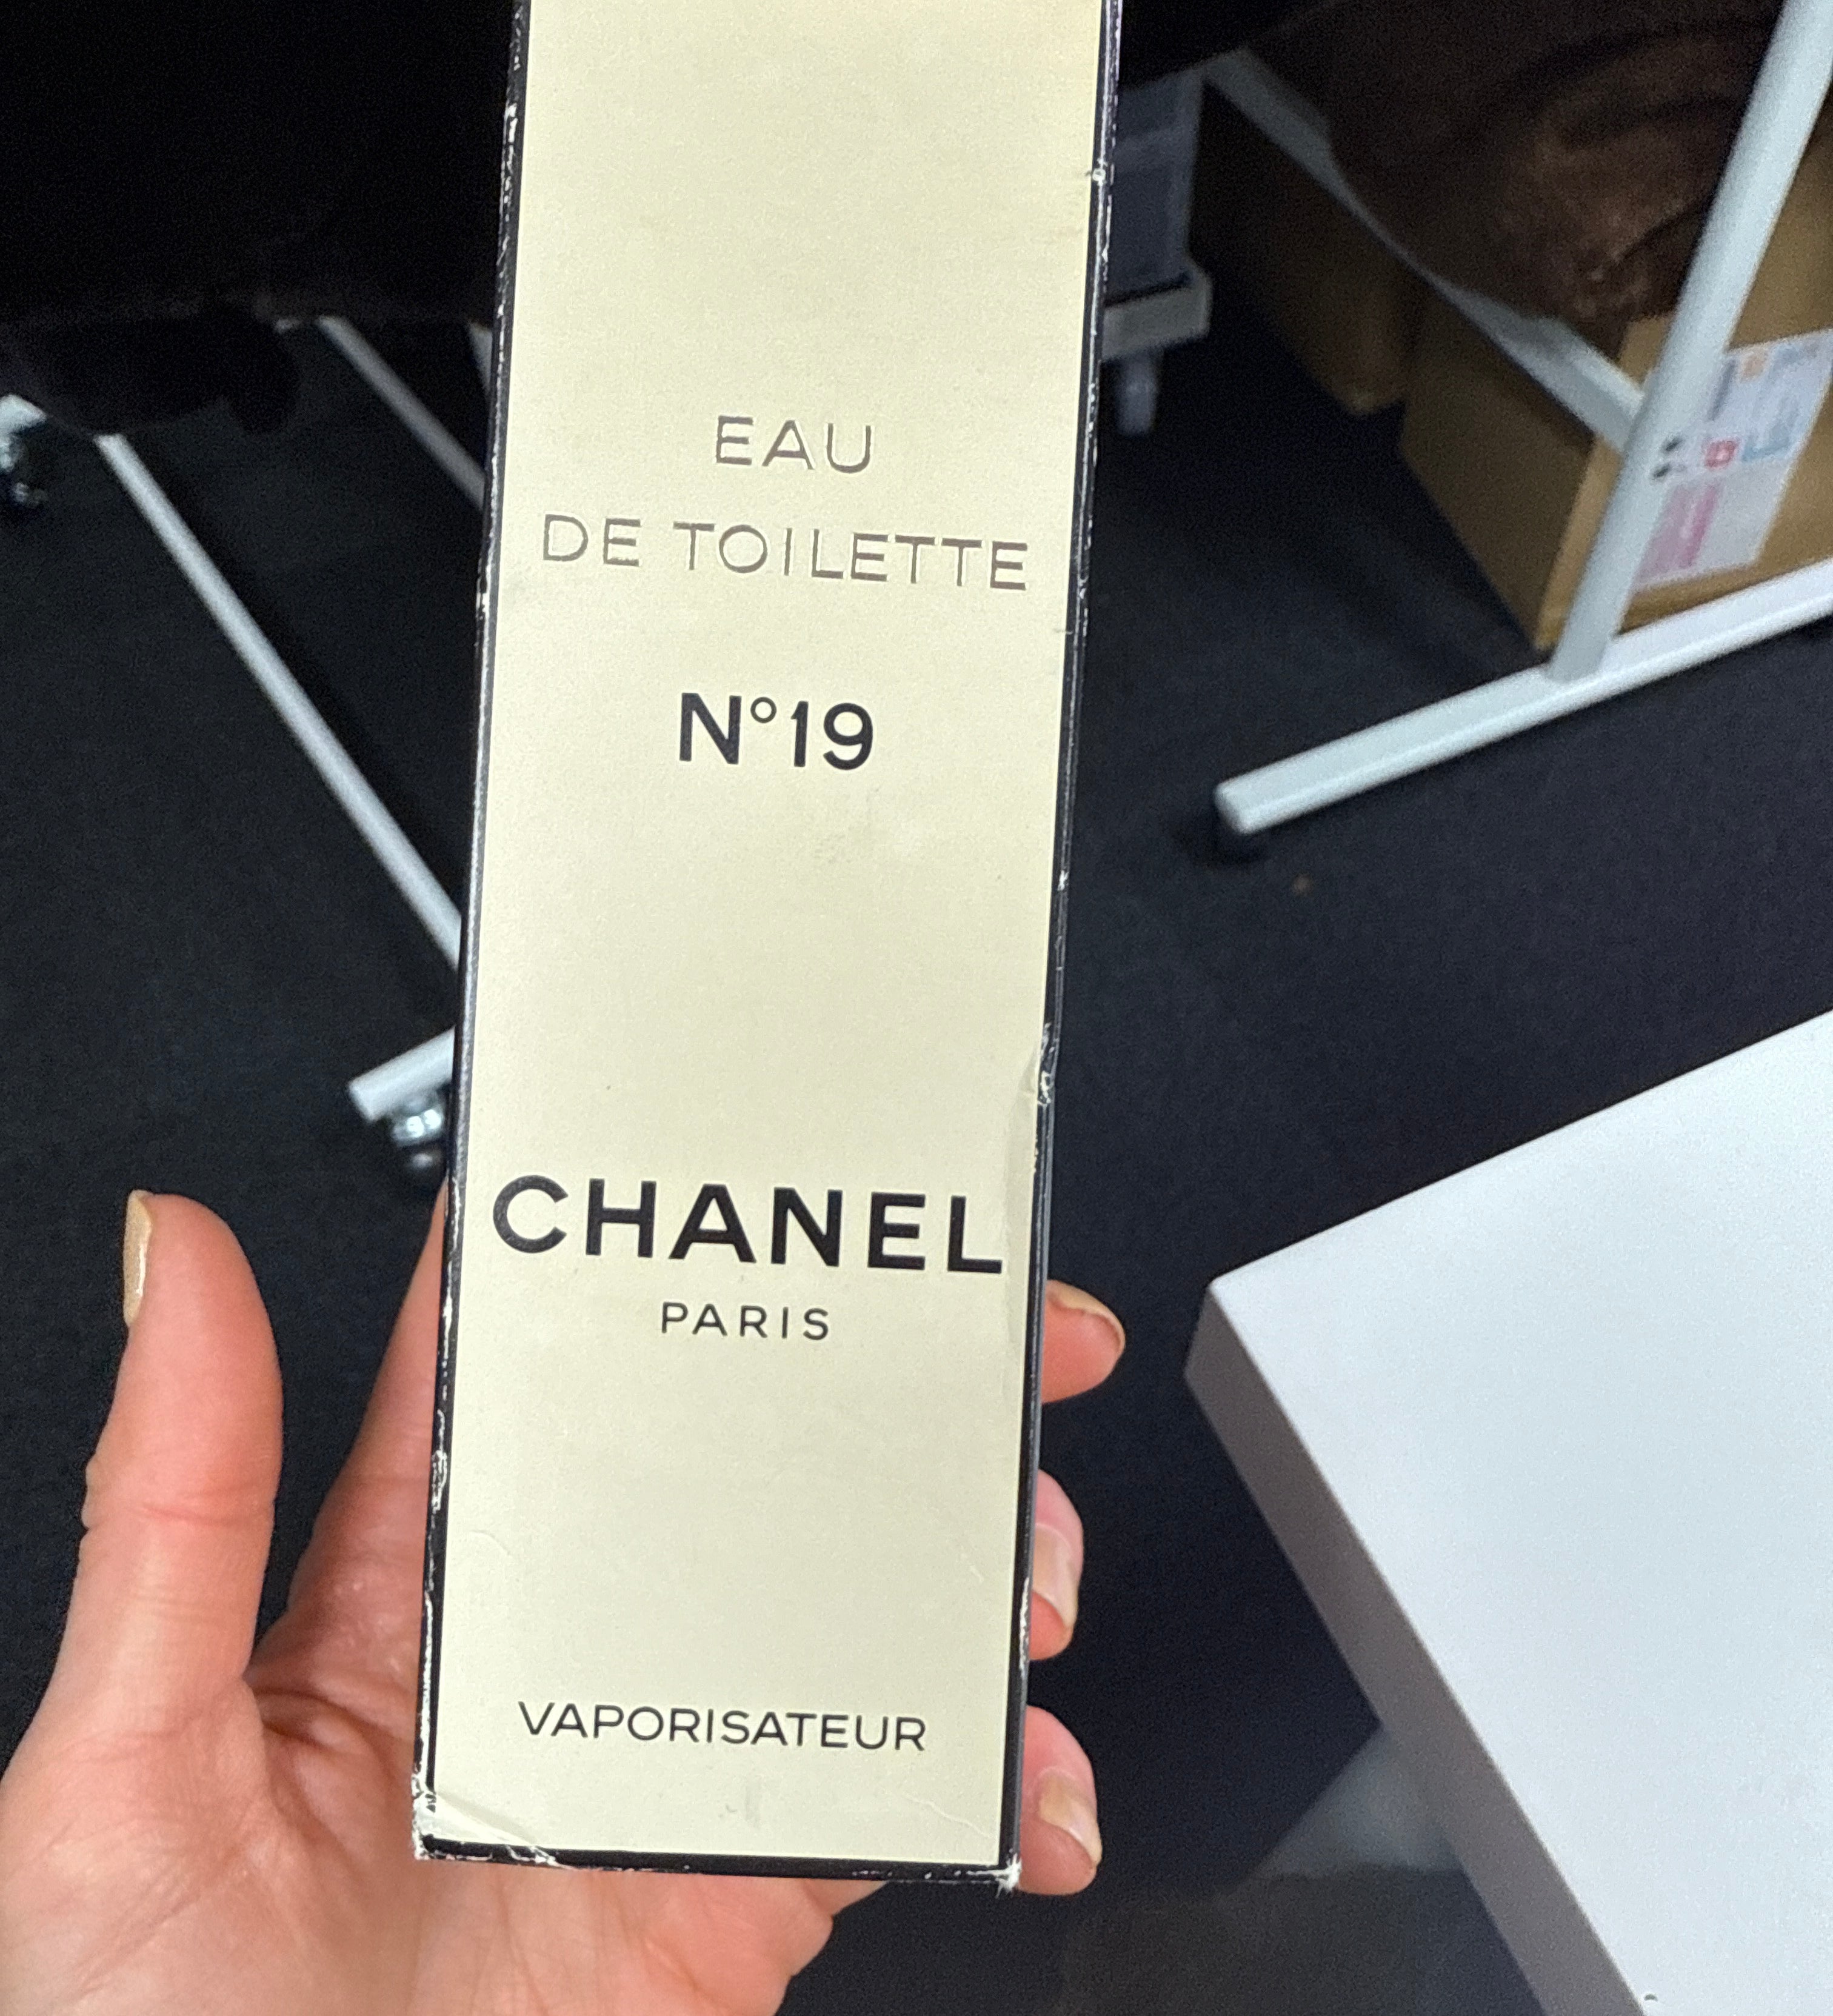 EAU
DE TOILETTE
N°19
CHANEL
PARIS
VAPORISATEUR